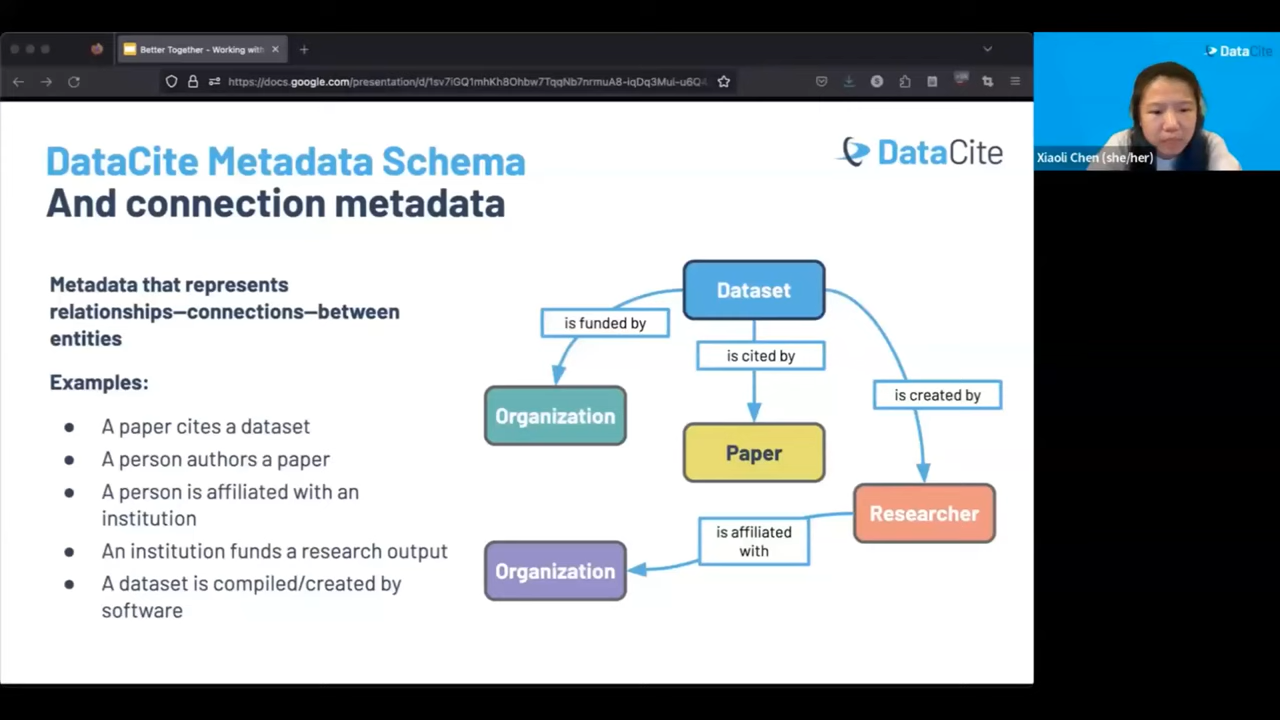 Better Together - Working with
https://docs.google.com/presentation/d/1sv7iGQ1mhKh8Ohbw7TqqNb7nrmuA8-iqDq3Mul-u6Q4
DataCite
Xiaoli Chen (she/her)
DataCite Metadata Schema
And connection metadata
DataCite
Metadata that represents
relationships—connections—between
entities
Examples:
● A paper cites a dataset
● A person authors a paper
● A person is affiliated with an
institution
● An institution funds a research output
● A dataset is compiled/created by
software
Dataset
is funded by
is cited by
is created by
Organization
Paper
Researcher
is affiliated
with
Organization